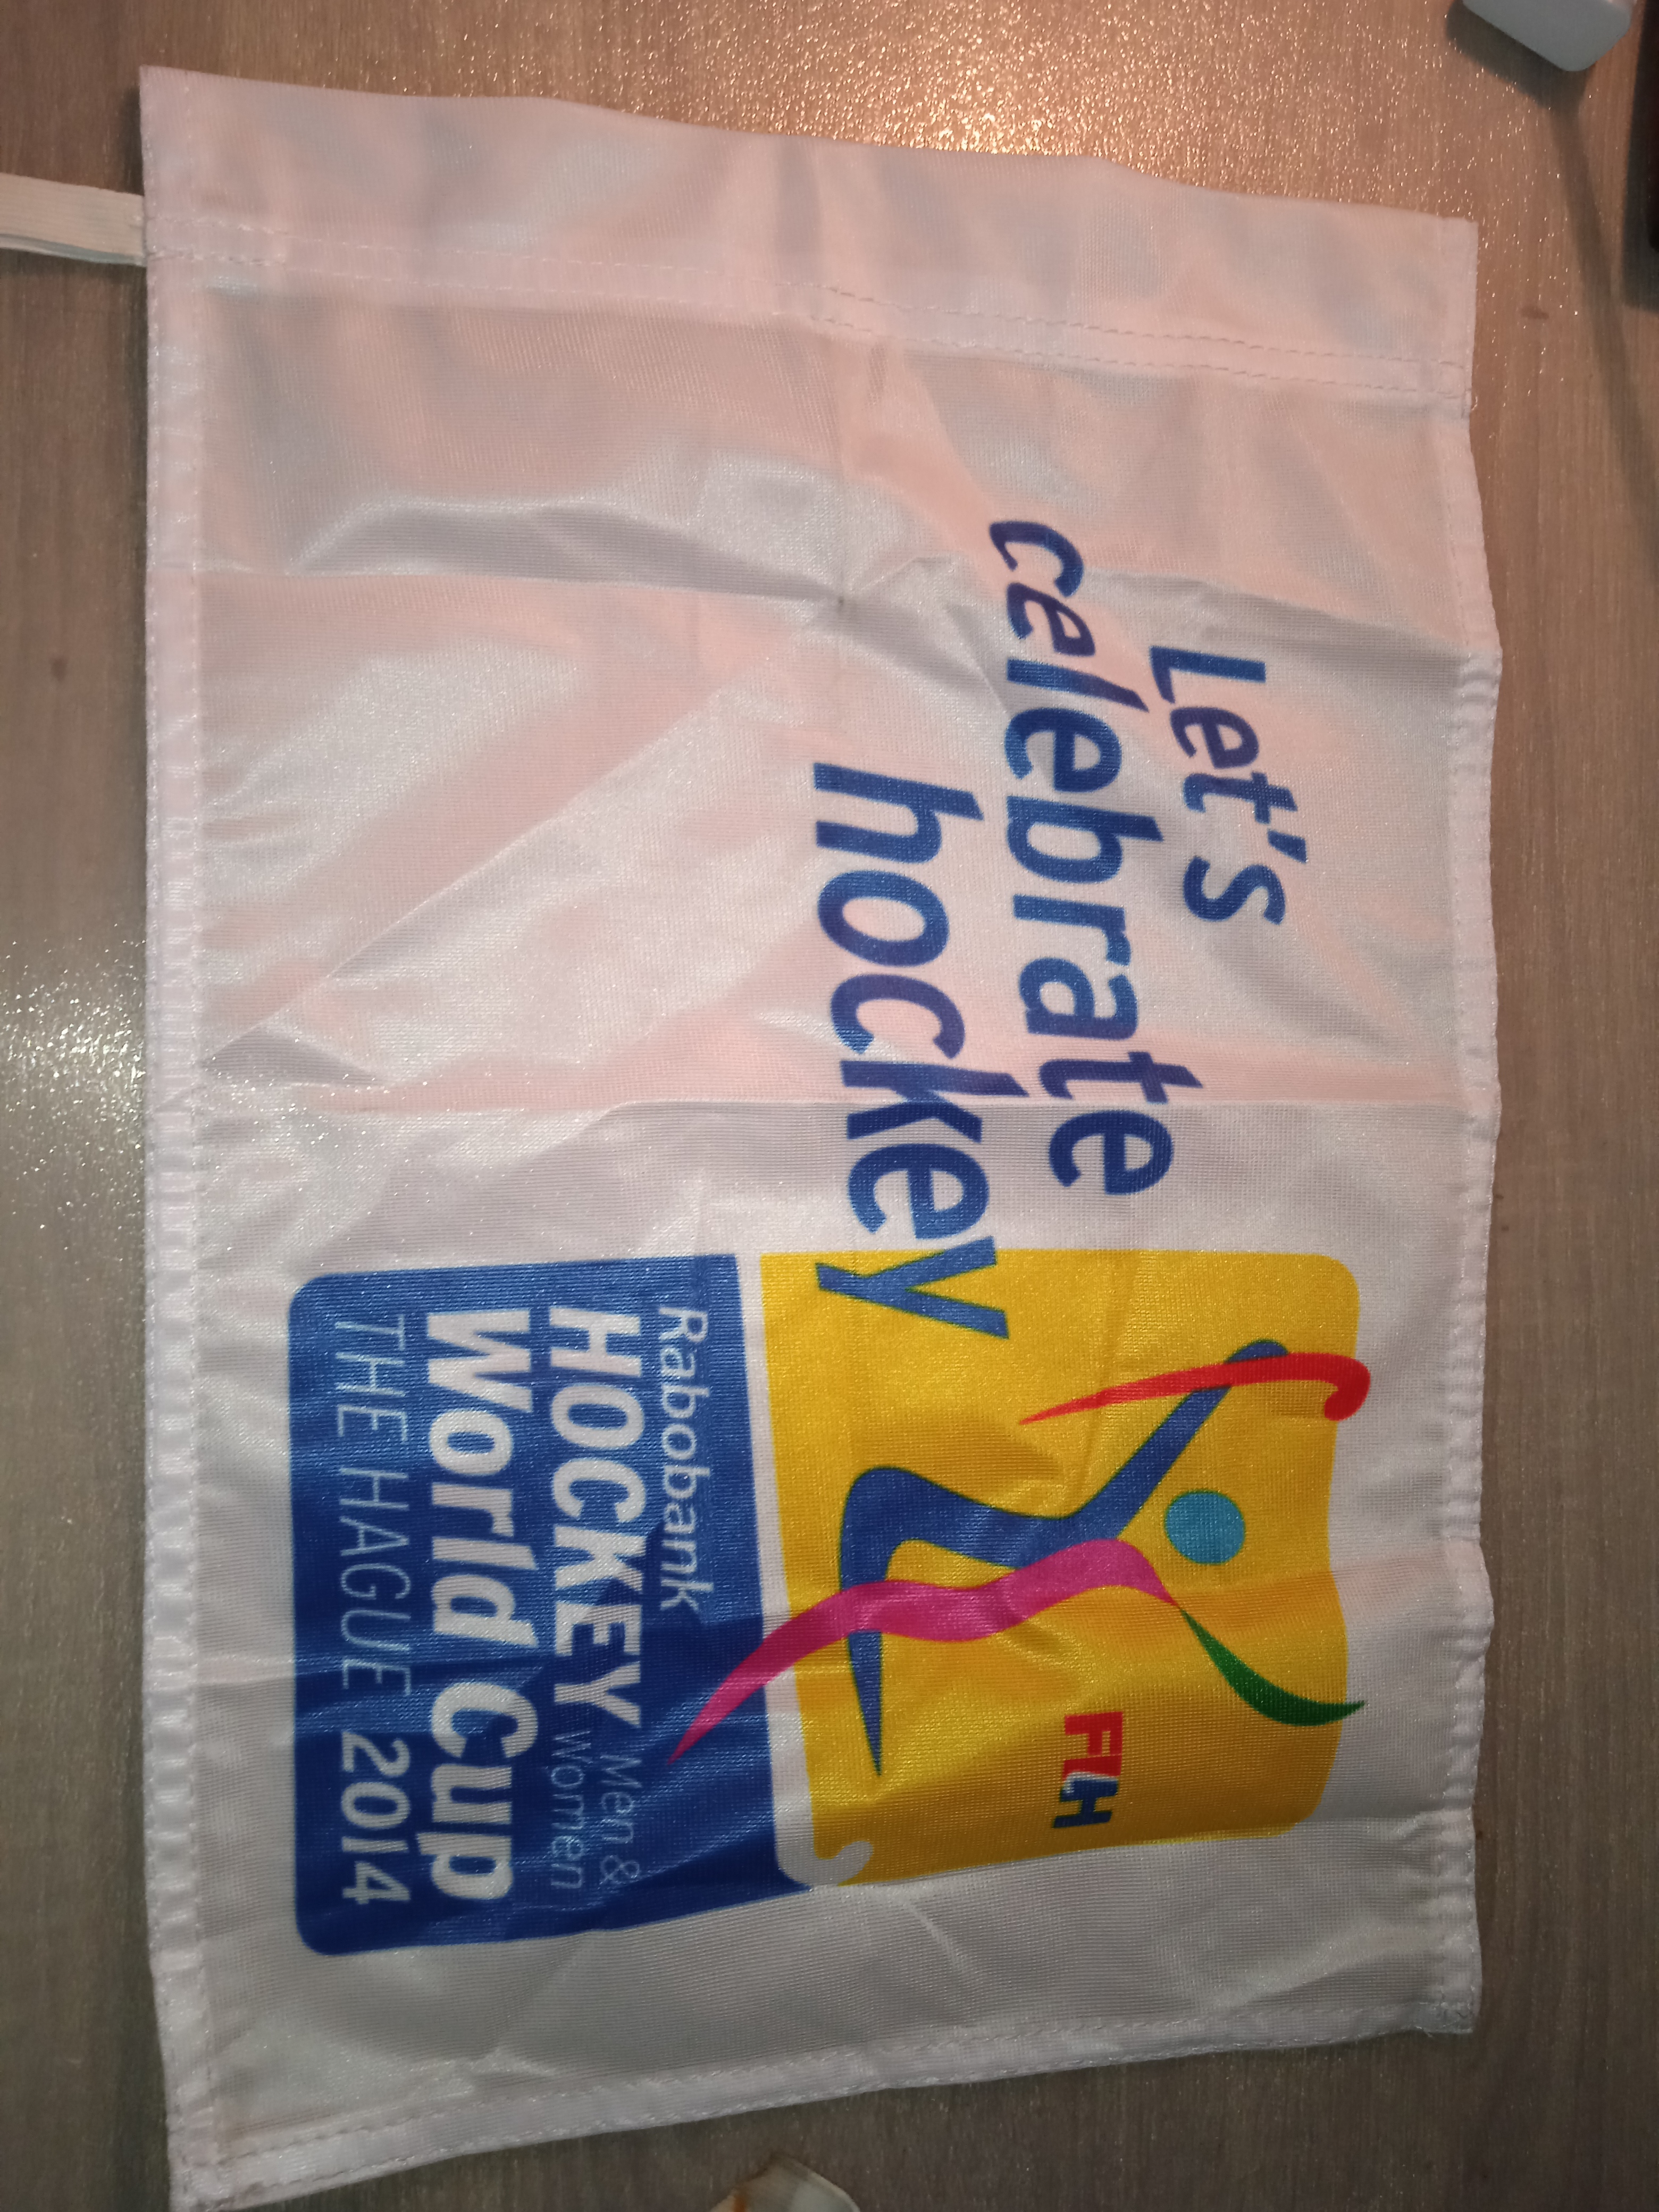 Let's
celebrate
hockey
FIH
Rabobank
HOCKEY Men &
World Cup Women
THE HAGUE 2014